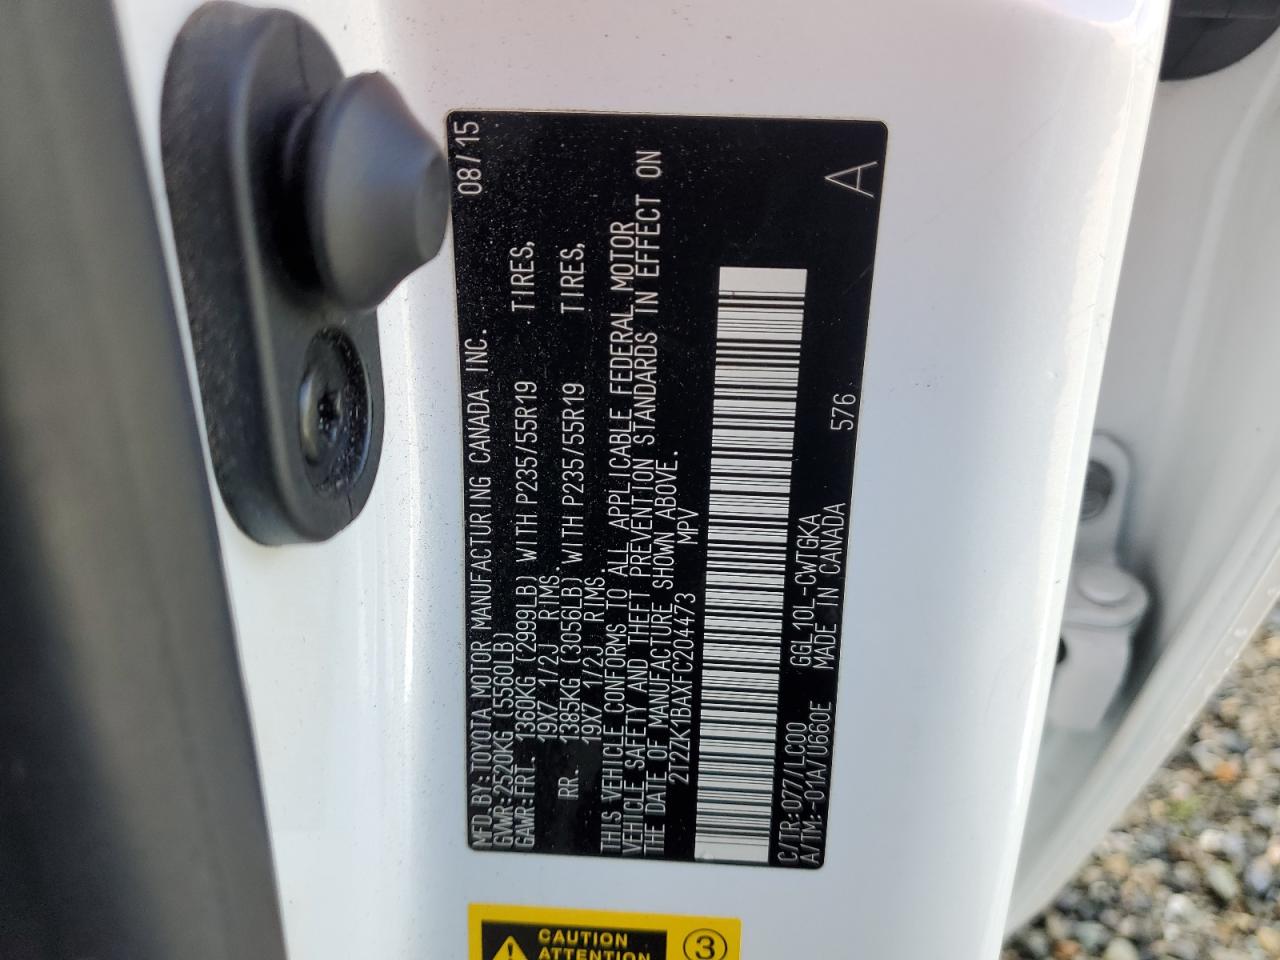 MFD. BY: TOYOTA MOTOR MANUFACTURING CANADA INC. 08/15
GVWR: 2520KG (5560LB)
GAWR: FRT. 1360KG (2999LB) WITH P235/55R19 TIRES,
19X7 1/2J RIMS.
RR. 1385KG (3056LB) WITH P235/55R19 TIRES,
19X7 1/2J RIMS.
THIS VEHICLE CONFORMS TO ALL APPLICABLE FEDERAL MOTOR
VEHICLE SAFETY AND THEFT PREVENTION STANDARDS IN EFFECT ON
THE DATE OF MANUFACTURE SHOWN ABOVE.
2T2ZK1BAXFC204473 MPV
A
C/TR: 077/LC00 GGL10L-CWTGKA 576
A/TM: -01A/U660E MADE IN CANADA
CAUTION
ATTENTION
3